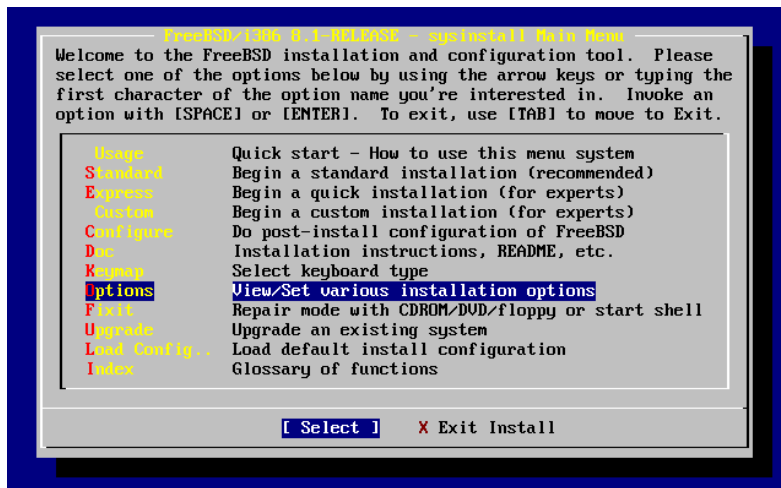 FreeBSD/i386 8.1-RELEASE - sysinstall Main Menu
Welcome to the FreeBSD installation and configuration tool.  Please
select one of the options below by using the arrow keys or typing the
first character of the option name you're interested in.  Invoke an
option with [SPACE] or [ENTER].  To exit, use [TAB] to move to Exit.
Usage Quick start - How to use this menu system
Standard Begin a standard installation (recommended)
Express Begin a quick installation (for experts)
Custom Begin a custom installation (for experts)
Configure Do post-install configuration of FreeBSD
Doc Installation instructions, README, etc.
Keymap Select keyboard type
Options View/Set various installation options
Fixit Repair mode with CDROM/DVD/floppy or start shell
Upgrade Upgrade an existing system
Load Config.. Load default install configuration
Index Glossary of functions
[ Select ] X Exit Install